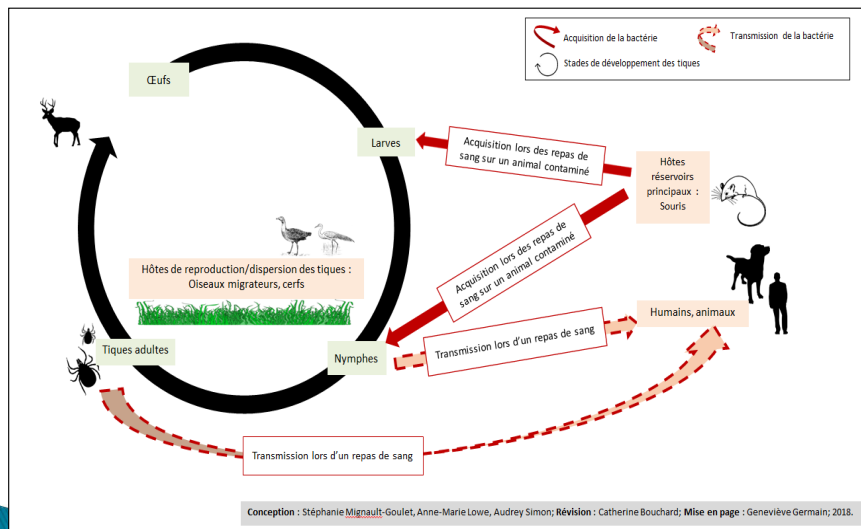 Acquisition de la bactérie
Transmission de la bactérie
Stades de développement des tiques
Œufs
Larves
Acquisition lors des repas de
sang sur un animal contaminé
Hôtes
réservoirs
principaux :
Souris
Acquisition lors des repas de
sang sur un animal contaminé
Hôtes de reproduction/dispersion des tiques :
Oiseaux migrateurs, cerfs
Humains, animaux
Transmission lors d'un repas de sang
Tiques adultes
Nymphes
Transmission lors d'un repas de sang
Conception : Stéphanie Mignault-Goulet, Anne-Marie Lowe, Audrey Simon; Révision : Catherine Bouchard; Mise en page : Geneviève Germain; 2018.